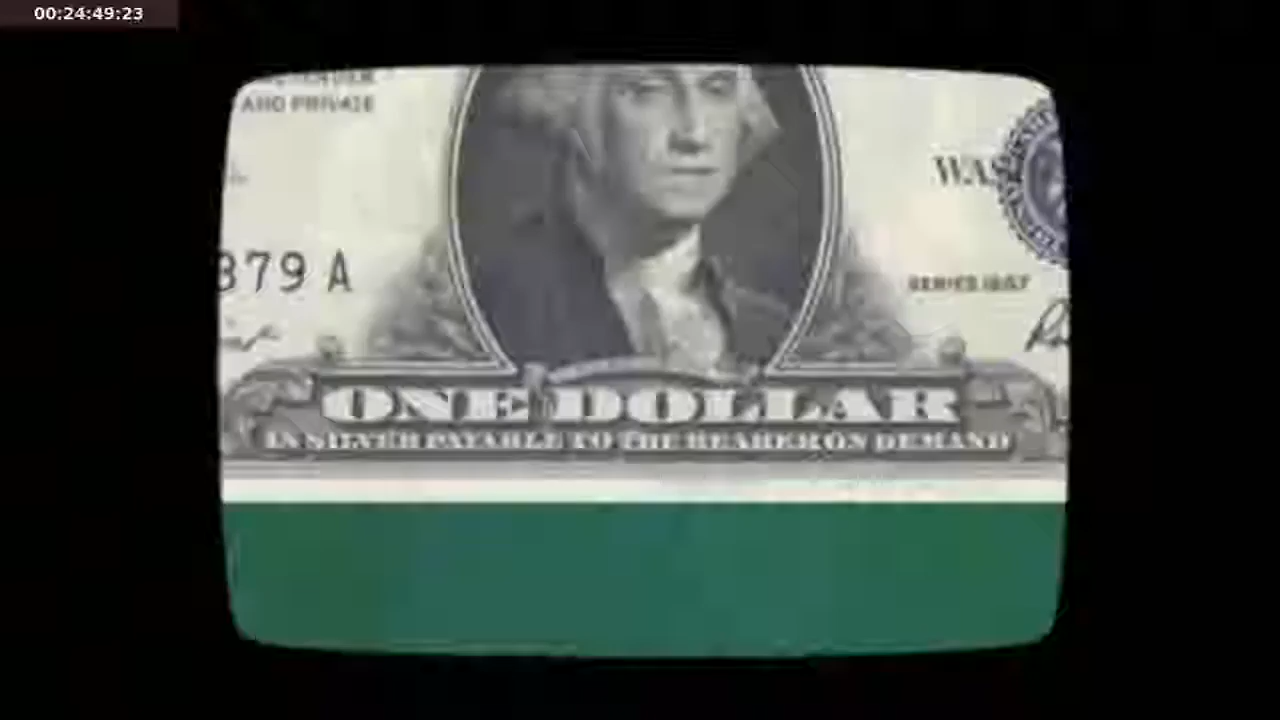 00:24:49:23
AND PRIVATE
WAS
379 A
SERIES 1957
ONE DOLLAR
IN SILVER PAYABLE TO THE BEARER ON DEMAND